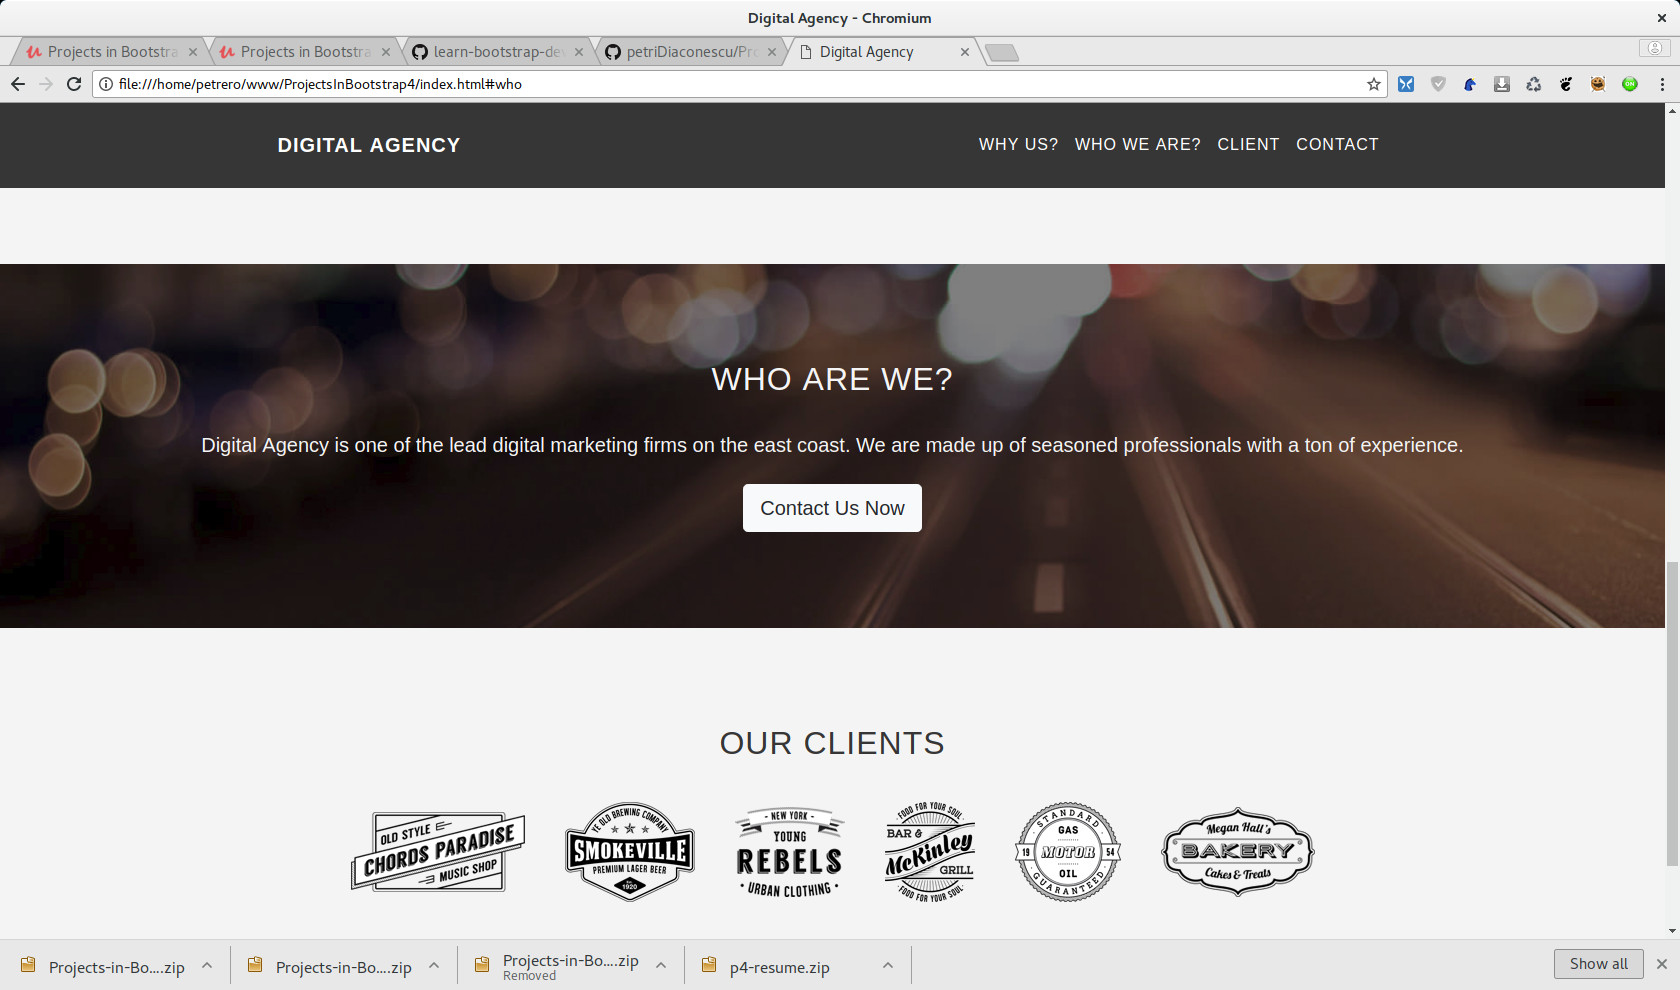 Digital Agency - Chromium
Projects in Bootstra
Projects in Bootstra
learn-bootstrap-de
petriDiaconescu/Pro
Digital Agency
file:///home/petrero/www/ProjectsInBootstrap4/index.html#who
DIGITAL AGENCY
WHY US? WHO WE ARE? CLIENT CONTACT
WHO ARE WE?
Digital Agency is one of the lead digital marketing firms on the east coast. We are made up of seasoned professionals with a ton of experience.
Contact Us Now
OUR CLIENTS
OLD STYLE
CHORDS PARADISE
MUSIC SHOP
YE OLD BREWING COMPANY
SMOKEVILLE
PREMIUM LAGER BEER
1920
- NEW YORK -
YOUNG
REBELS
• URBAN CLOTHING •
FOOD FOR YOUR SOUL
BAR &
McKinley
GRILL
FOOD FOR YOUR SOUL
STANDARD
GAS
19 MOTOR 54
OIL
GUARANTEED
Megan Hall's
BAKERY
Cakes & Treats
Projects-in-Bo....zip
Projects-in-Bo....zip
Projects-in-Bo....zip
Removed
p4-resume.zip
Show all